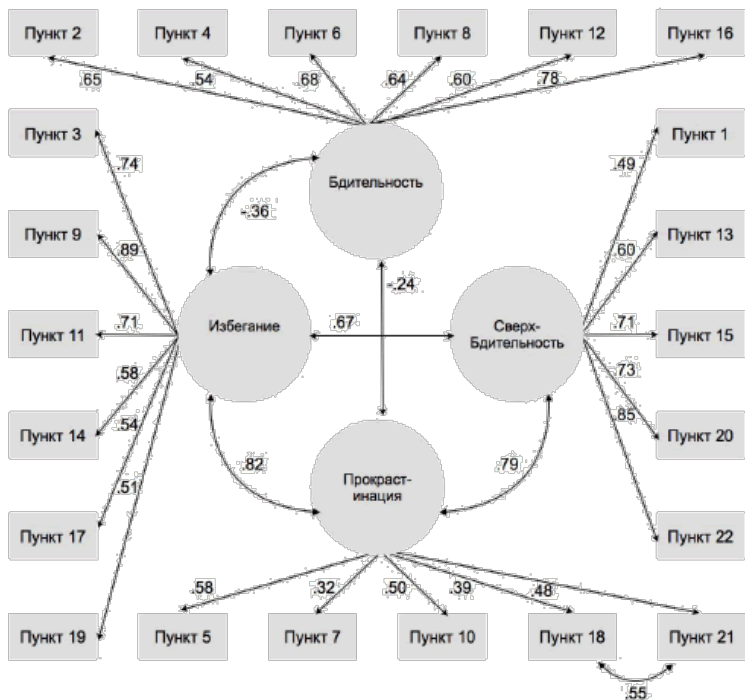 Пункт 2
Пункт 4
Пункт 6
Пункт 8
Пункт 12
Пункт 16
.65
.54
.68
.64
.60
.78
Пункт 3
Пункт 1
.74
.49
Бдительность
-.36
Пункт 9
Пункт 13
.89
.60
-.24
Избегание
.67
Сверх-
Бдительность
Пункт 11
.71
.71
Пункт 15
.58
.73
.54
.85
Пункт 14
Пункт 20
.51
.82
.79
Прокраст-
инация
Пункт 17
Пункт 22
.58
.32
.50
.39
.48
Пункт 19
Пункт 5
Пункт 7
Пункт 10
Пункт 18
Пункт 21
.55